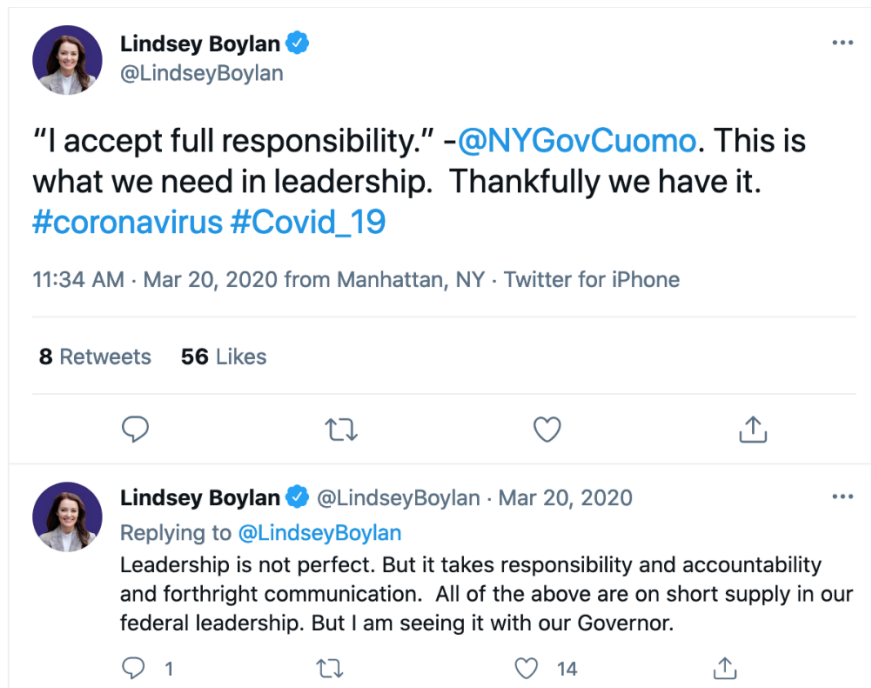 Lindsey Boylan
@LindseyBoylan
“I accept full responsibility.” -@NYGovCuomo. This is
what we need in leadership.  Thankfully we have it.
#coronavirus #Covid_19
11:34 AM · Mar 20, 2020 from Manhattan, NY · Twitter for iPhone
8 Retweets 56 Likes
Lindsey Boylan @LindseyBoylan · Mar 20, 2020
Replying to @LindseyBoylan
Leadership is not perfect. But it takes responsibility and accountability
and forthright communication.  All of the above are on short supply in our
federal leadership. But I am seeing it with our Governor.
1 14